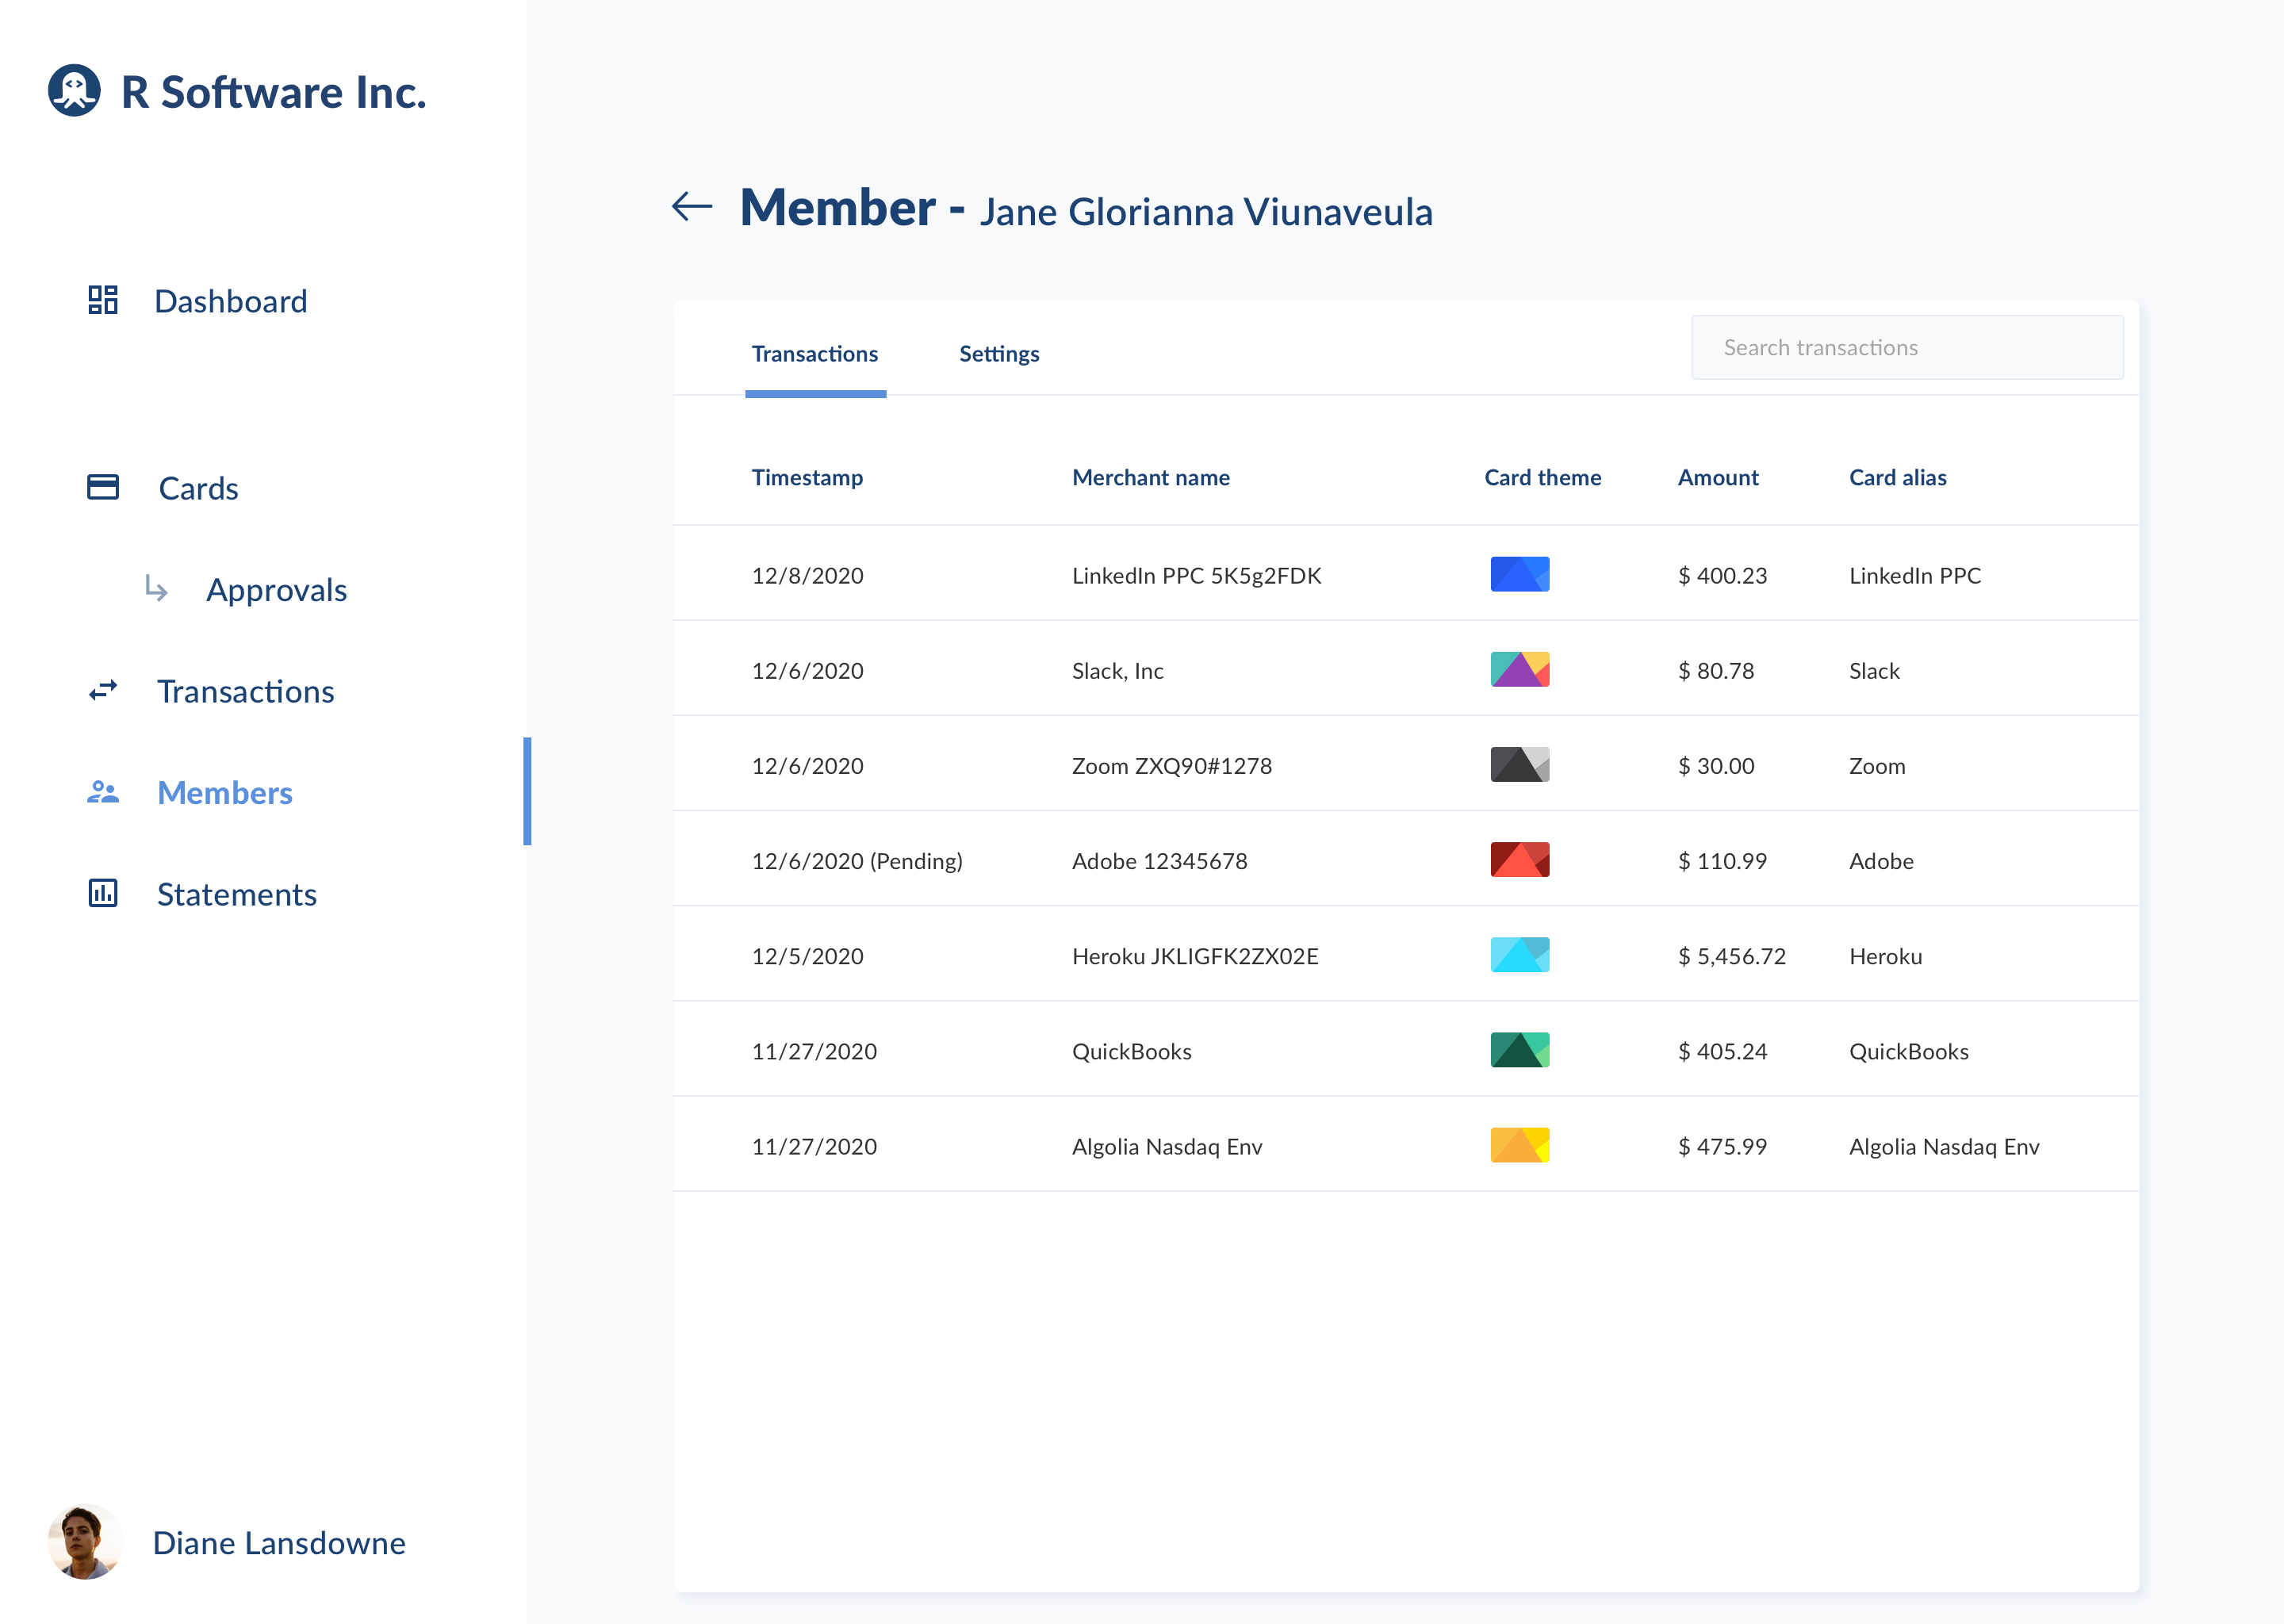 R Software Inc.
Dashboard
Cards
Approvals
Transactions
Members
Statements
Diane Lansdowne
Member - Jane Glorianna Viunaveula
Transactions Settings Search transactions
Timestamp Merchant name Card theme Amount Card alias
12/8/2020 LinkedIn PPC 5K5g2FDK $ 400.23 LinkedIn PPC
12/6/2020 Slack, Inc $ 80.78 Slack
12/6/2020 Zoom ZXQ90#1278 $ 30.00 Zoom
12/6/2020 (Pending) Adobe 12345678 $ 110.99 Adobe
12/5/2020 Heroku JKLIGFK2ZX02E $ 5,456.72 Heroku
11/27/2020 QuickBooks $ 405.24 QuickBooks
11/27/2020 Algolia Nasdaq Env $ 475.99 Algolia Nasdaq Env